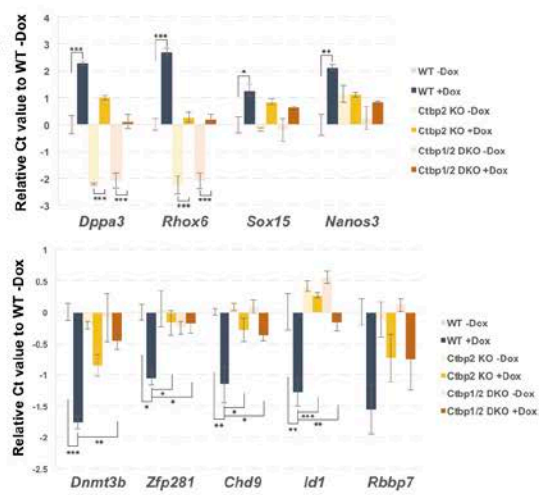 Relative Ct value to WT -Dox
4
3
2
1
0
-1
-2
-3
***
***
*
**
***
***
***
***
Dppa3
Rhox6
Sox15
Nanos3
WT -Dox
WT +Dox
Ctbp2 KO -Dox
Ctbp2 KO +Dox
Ctbp1/2 DKO -Dox
Ctbp1/2 DKO +Dox
Relative Ct value to WT -Dox
1
0.5
0
-0.5
-1
-1.5
-2
-2.5
***
**
*
*
*
**
*
*
**
***
**
Dnmt3b
Zfp281
Chd9
Id1
Rbbp7
WT -Dox
WT +Dox
Ctbp2 KO -Dox
Ctbp2 KO +Dox
Ctbp1/2 DKO -Dox
Ctbp1/2 DKO +Dox